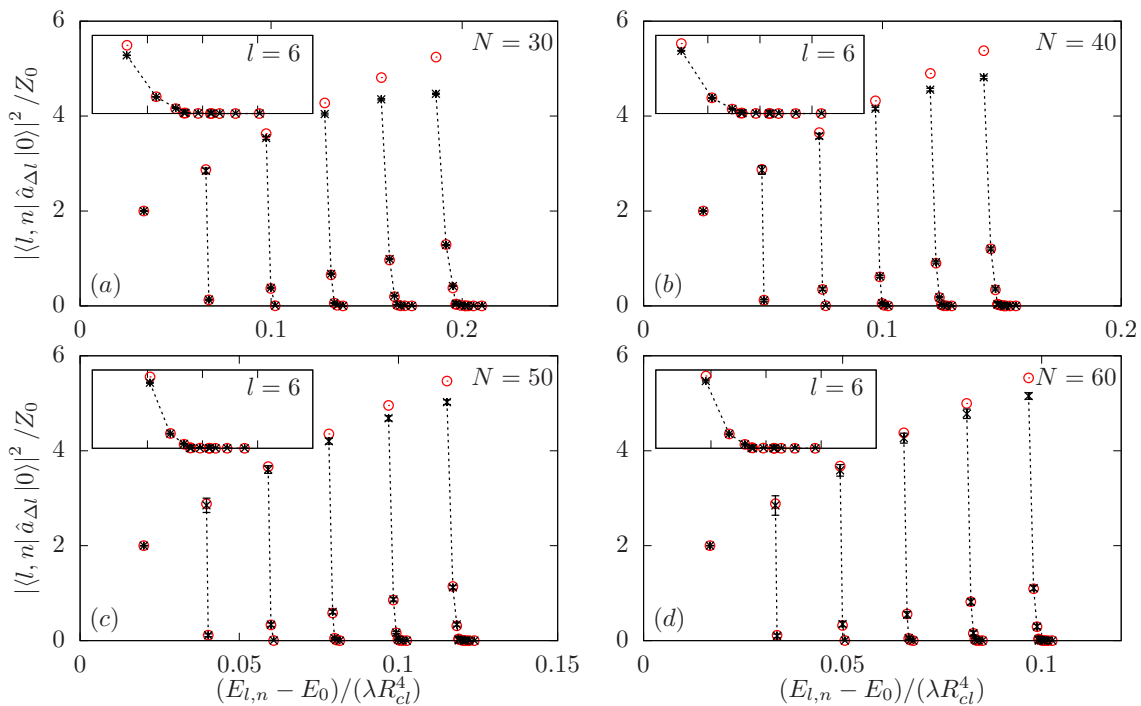 |⟨l, n| â_{Δl} |0⟩|² / Z₀
6
4
2
0
l = 6
N = 30
(a)
0
0.1
0.2
6
4
2
0
l = 6
N = 40
(b)
0
0.1
0.2
|⟨l, n| â_{Δl} |0⟩|² / Z₀
6
4
2
0
l = 6
N = 50
(c)
0
0.05
0.1
0.15
(E_{l,n} − E₀)/(λR⁴_{cl})
6
4
2
0
l = 6
N = 60
(d)
0
0.05
0.1
(E_{l,n} − E₀)/(λR⁴_{cl})